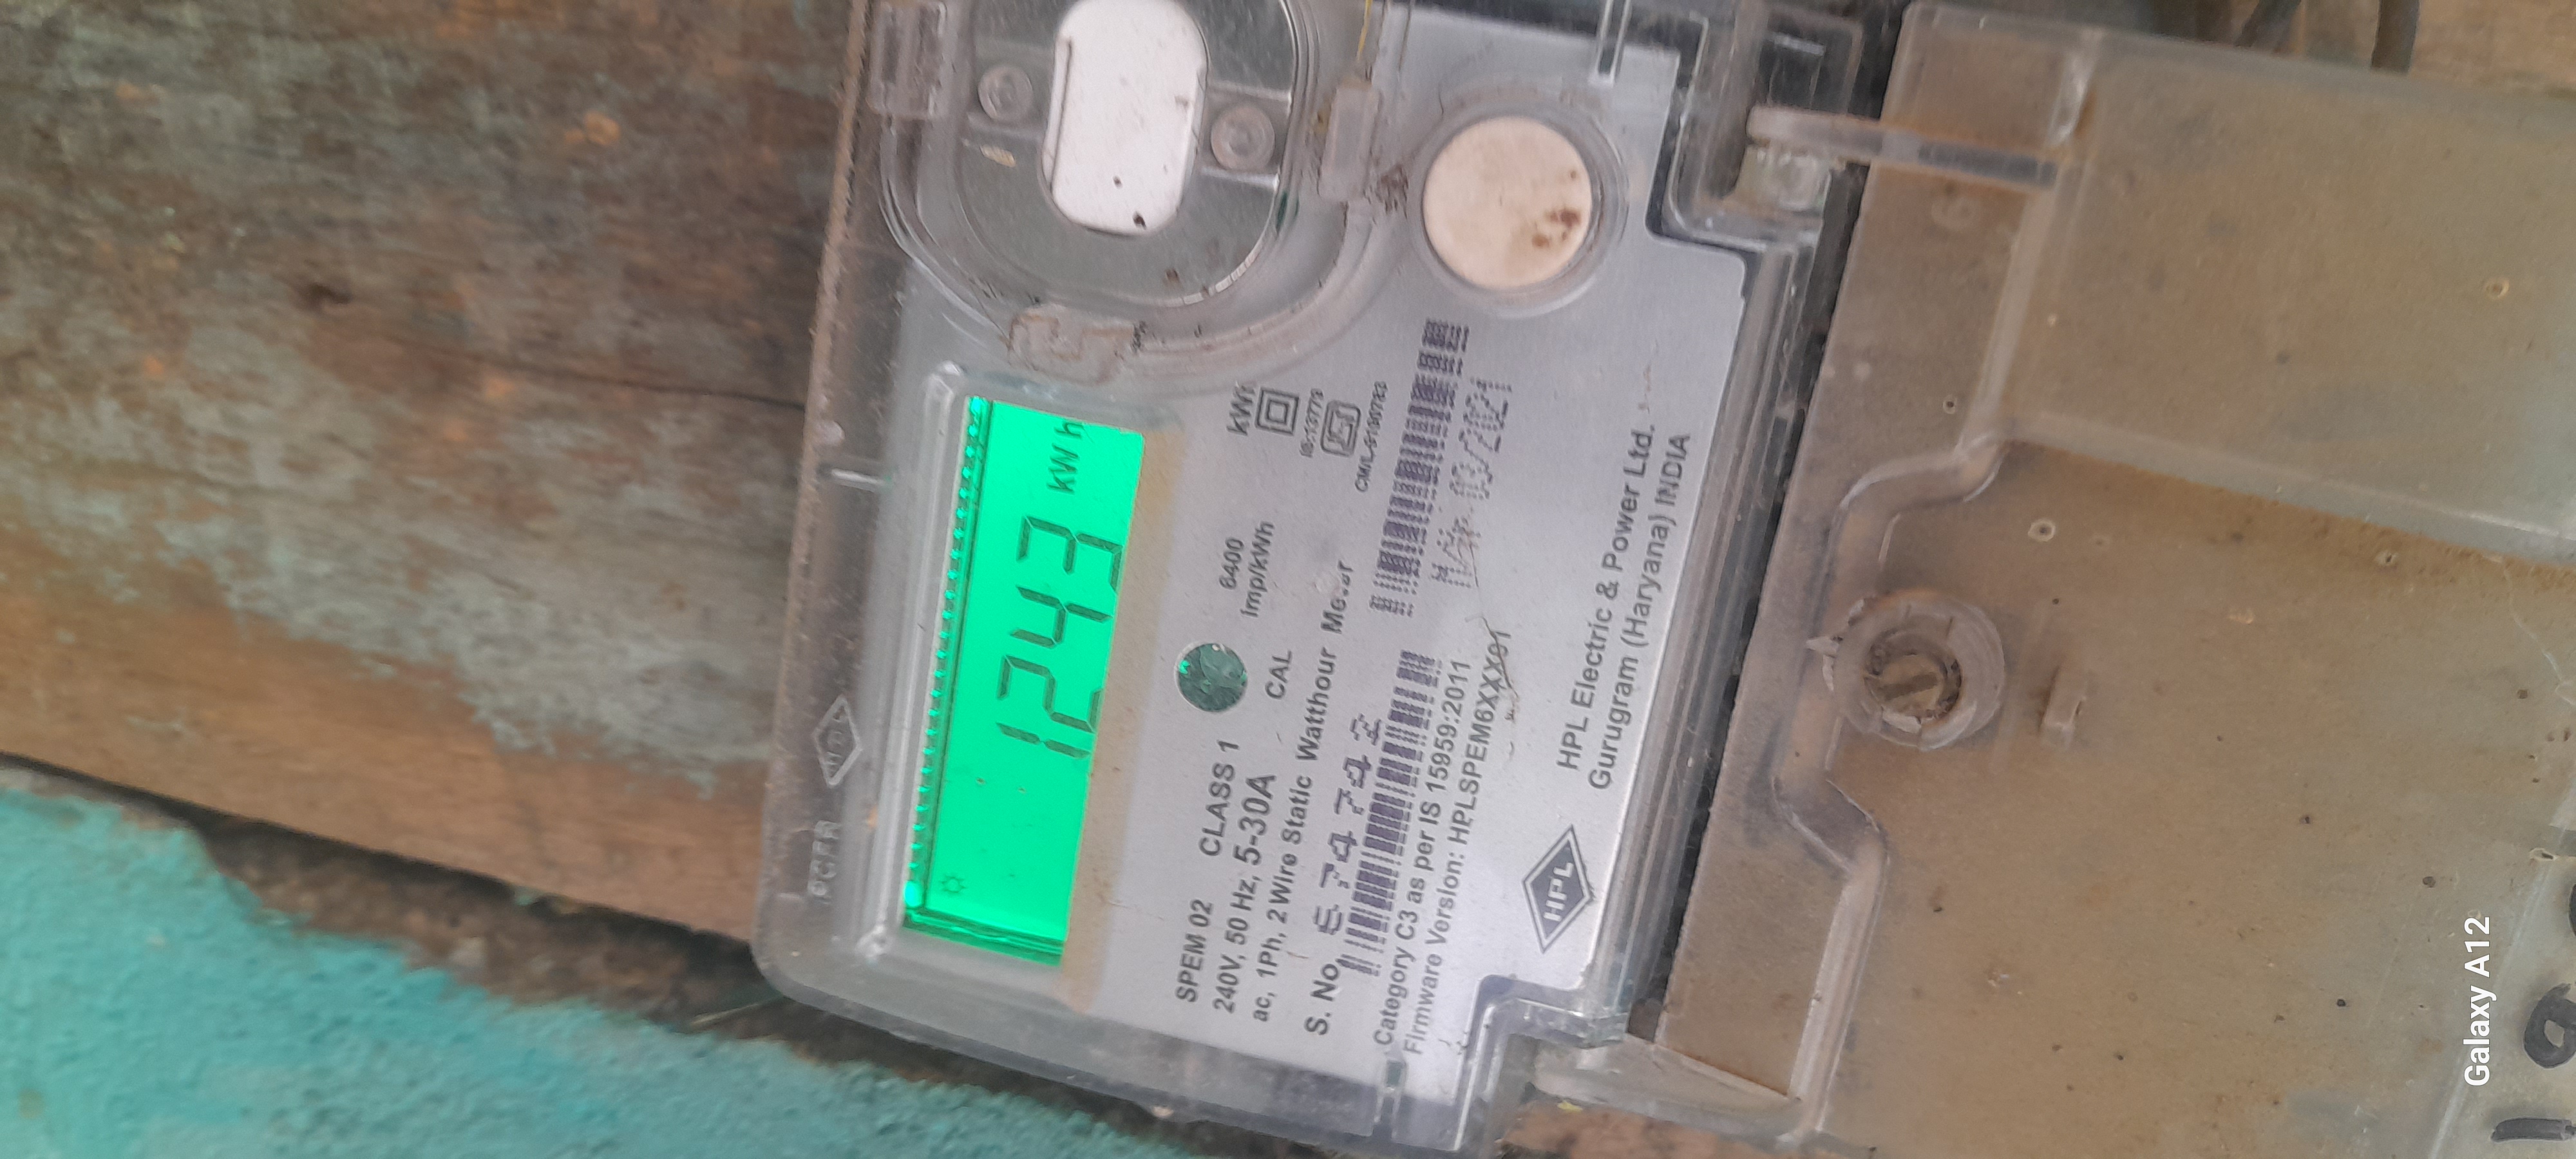 1243 kWh
SPEM 02 CLASS 1
6400
240V, 50 Hz, 5-30A CAL imp/kWh
ac, 1Ph, 2 Wire Static Watthour Meter
S. No. 674742
Category C3 as per IS 15959:2011
Firmware Version: HPLSPEM6XXX01
HPL
HPL Electric & Power Ltd.
Gurugram (Haryana) INDIA
Galaxy A12